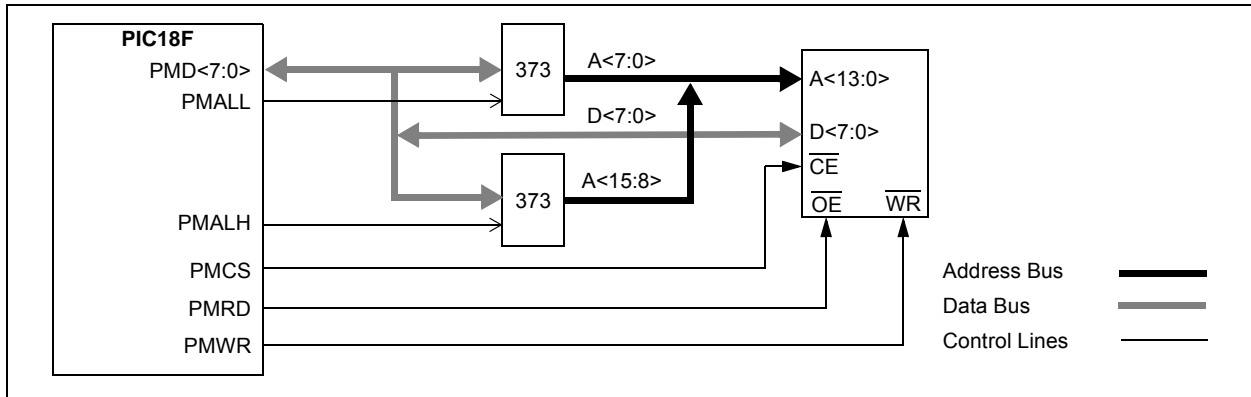 PIC18F
PMD<7:0>
PMALL
PMALH
PMCS
PMRD
PMWR
373
A<7:0>
D<7:0>
373
A<15:8>
A<13:0>
D<7:0>
CE
OE WR
Address Bus
Data Bus
Control Lines